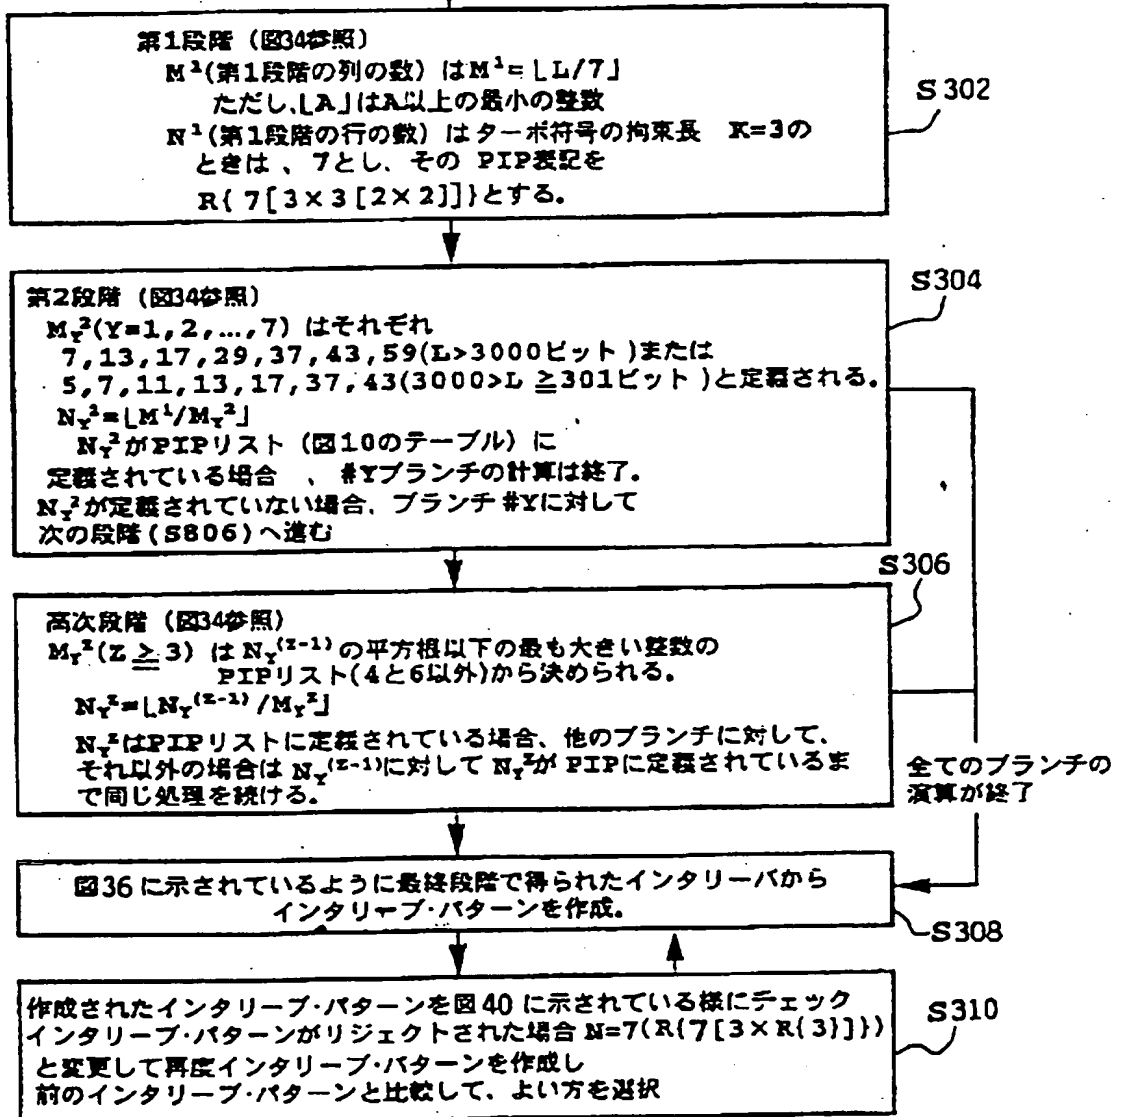 第1段階 (図34参照)
M¹(第1段階の列の数) はM¹=⌊L/7⌋
ただし、⌊A⌋はA以上の最小の整数
N¹(第1段階の行の数) はターボ符号の拘束長 K=3の
ときは 、7とし、その PIP表記を
R{ 7[3×3[2×2]]}とする。
S302
第2段階 (図34参照)
M_Y²(Y=1,2,...,7) はそれぞれ
7,13,17,29,37,43,59(L>3000ビット)または
5,7,11,13,17,37,43(3000>L ≧301ビット)と定義される。
N_Y²=⌊M¹/M_Y²⌋
N_Y²がPIPリスト (図10のテーブル) に
定義されている場合 、#Yブランチの計算は終了。
N_Y²が定義されていない場合、ブランチ #Yに対して
次の段階(S806)へ進む
S304
高次段階 (図34参照)
M_Y^Z(Z ≧ 3) は N_Y^(Z-1) の平方根以下の最も大きい整数の
PIPリスト(4と6以外)から決められる。
N_Y^Z=⌊N_Y^(Z-1)/M_Y^Z⌋
N_Y^ZはPIPリストに定義されている場合、他のブランチに対して、
それ以外の場合は N_Y^(Z-1)に対して N_Y^Zが PIPに定義されているま
で同じ処理を続ける。
S306
全てのブランチの
演算が終了
図36に示されているように最終段階で得られたインタリーバから
インタリーブ・パターンを作成。
S308
作成されたインタリーブ・パターンを図40に示されている様にチェック
インタリーブ・パターンがリジェクトされた場合 N=7(R{7[3×R{3}]})
と変更して再度インタリーブ・パターンを作成し
前のインタリーブ・パターンと比較して、よい方を選択
S310